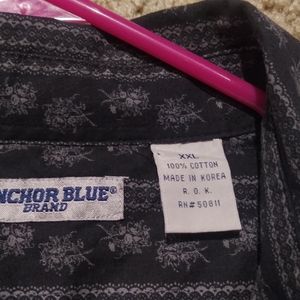 NCHOR BLUE®
BRAND
XXL
100% COTTON
MADE IN KOREA
R. O. K.
RN#50811